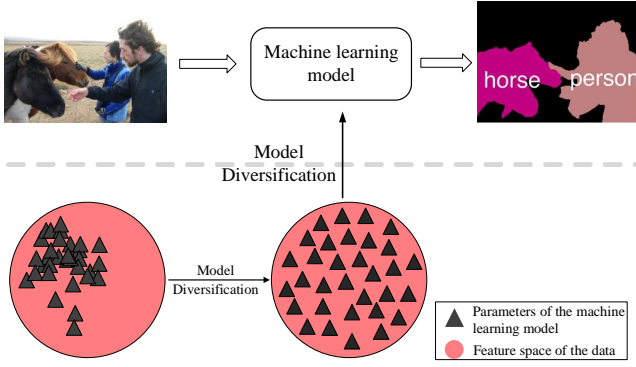 Machine learning
model
horse
person
Model
Diversification
Model
Diversification
Parameters of the machine
learning model
Feature space of the data